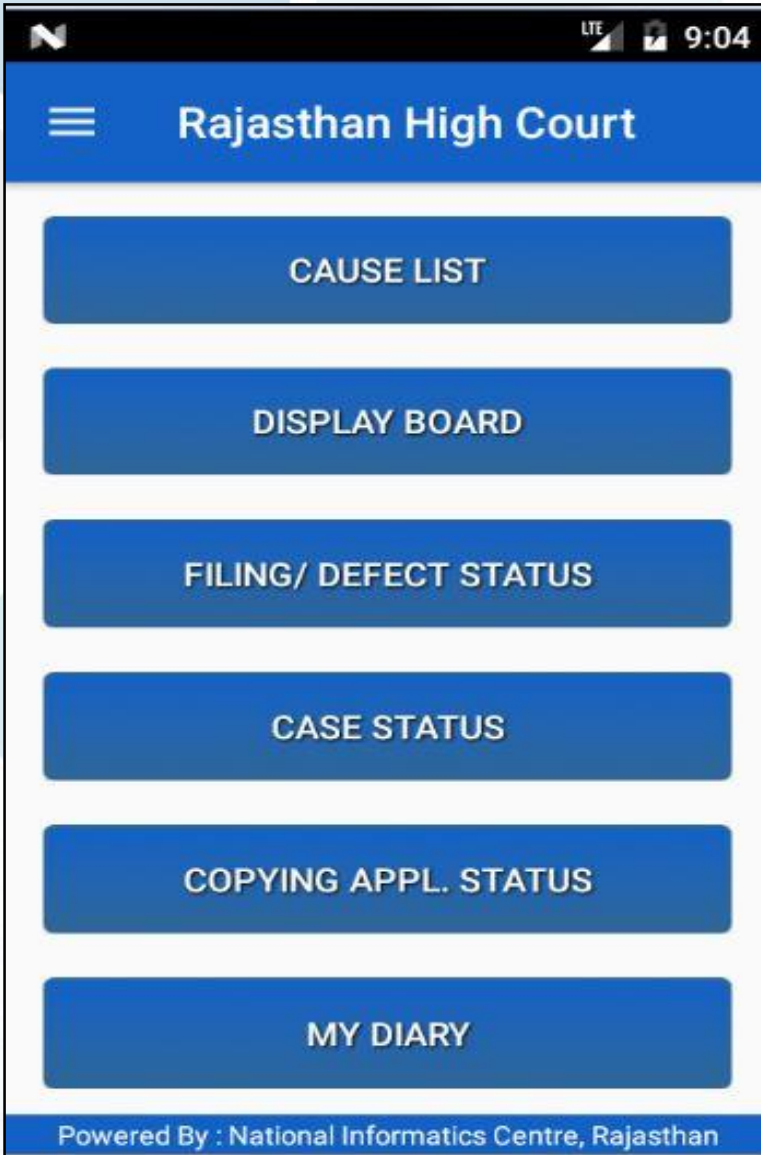 LTE 9:04
Rajasthan High Court
CAUSE LIST
DISPLAY BOARD
FILING/ DEFECT STATUS
CASE STATUS
COPYING APPL. STATUS
MY DIARY
Powered By : National Informatics Centre, Rajasthan